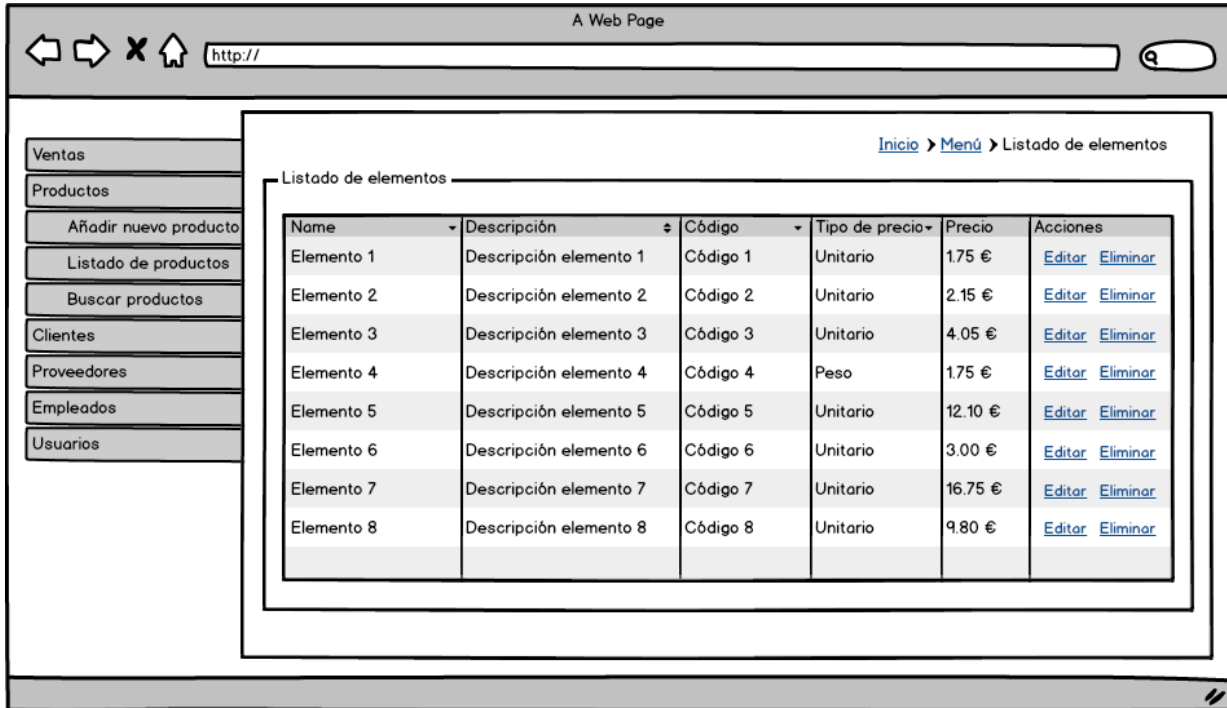 A Web Page
http://
Ventas
Productos
Añadir nuevo producto
Listado de productos
Buscar productos
Clientes
Proveedores
Empleados
Usuarios
Inicio > Menú > Listado de elementos
Listado de elementos
Name Descripción Código Tipo de precio Precio Acciones
Elemento 1 Descripción elemento 1 Código 1 Unitario 1.75 € Editar Eliminar
Elemento 2 Descripción elemento 2 Código 2 Unitario 2.15 € Editar Eliminar
Elemento 3 Descripción elemento 3 Código 3 Unitario 4.05 € Editar Eliminar
Elemento 4 Descripción elemento 4 Código 4 Peso 1.75 € Editar Eliminar
Elemento 5 Descripción elemento 5 Código 5 Unitario 12.10 € Editar Eliminar
Elemento 6 Descripción elemento 6 Código 6 Unitario 3.00 € Editar Eliminar
Elemento 7 Descripción elemento 7 Código 7 Unitario 16.75 € Editar Eliminar
Elemento 8 Descripción elemento 8 Código 8 Unitario 9.80 € Editar Eliminar